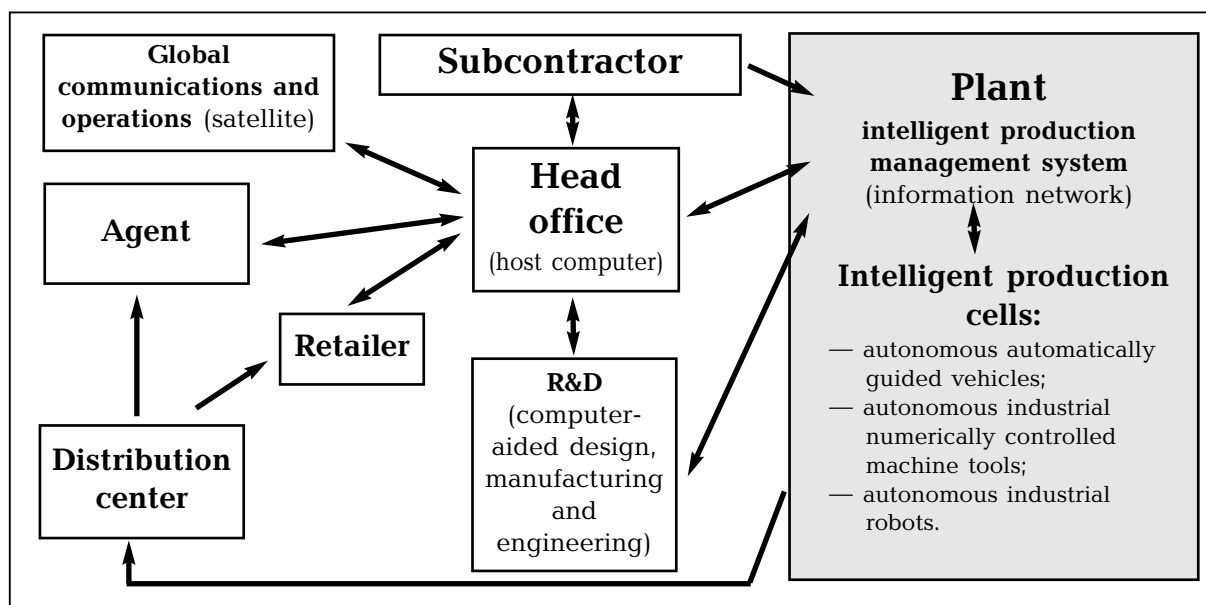 Global
communications and
operations (satellite)
Subcontractor
Plant
intelligent production
management system
(information network)
Head
office
(host computer)
Agent
Intelligent production
cells:
— autonomous automatically
guided vehicles;
— autonomous industrial
numerically controlled
machine tools;
— autonomous industrial
robots.
Retailer
R&D
(computer-
aided design,
manufacturing
and
engineering)
Distribution
center